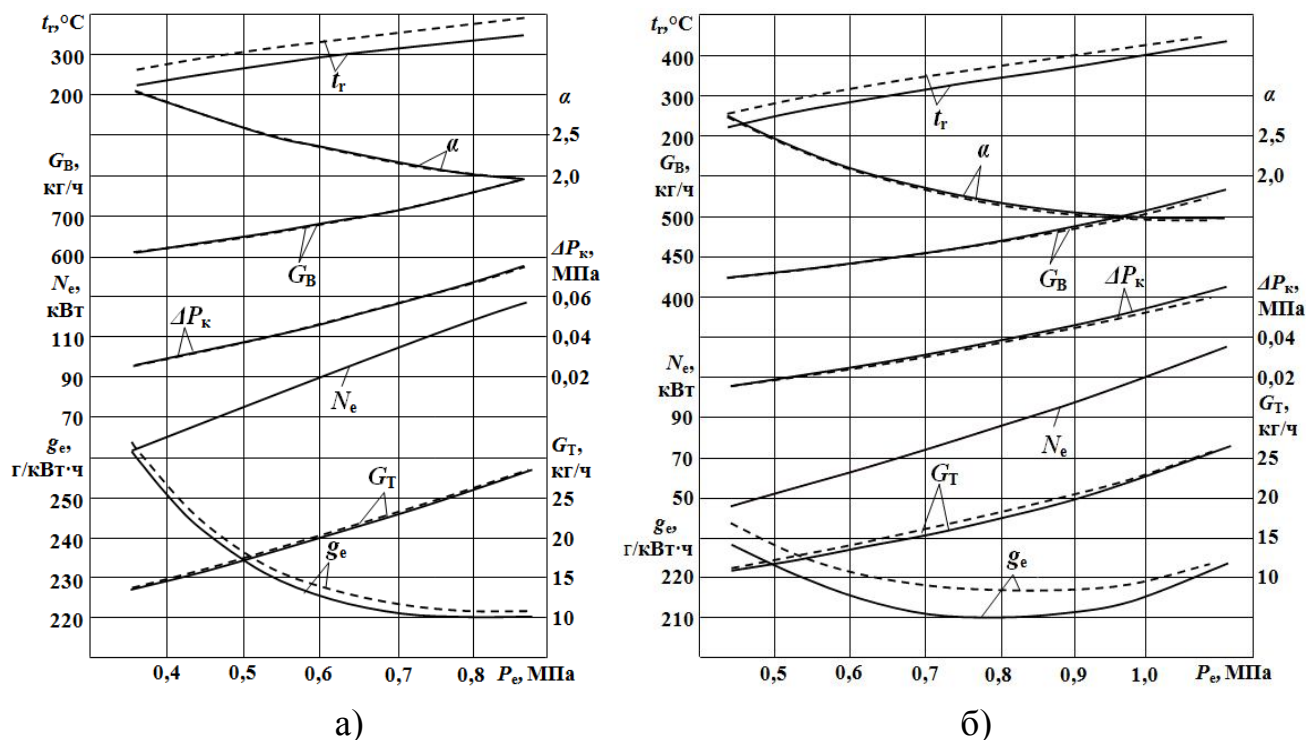 tг,°C
300
200
GВ,
кг/ч
700
600
Nе,
кВт
110
90
70
gе,
г/кВт·ч
250
240
230
220
α
2,5
2,0
ΔPк,
МПа
0,06
0,04
0,02
GТ,
кг/ч
25
20
15
10
tг
α
GВ
ΔPк
Nе
GТ
gе
0,4 0,5 0,6 0,7 0,8 Pе, МПа
а)
tг,°C
400
300
200
GВ,
кг/ч
500
450
400
Nе,
кВт
90
70
50
gе,
г/кВт·ч
220
210
α
2,5
2,0
ΔPк,
МПа
0,04
0,02
GТ,
кг/ч
25
20
15
10
tг
α
GВ
ΔPк
Nе
GТ
gе
0,5 0,6 0,7 0,8 0,9 1,0 Pе, МПа
б)